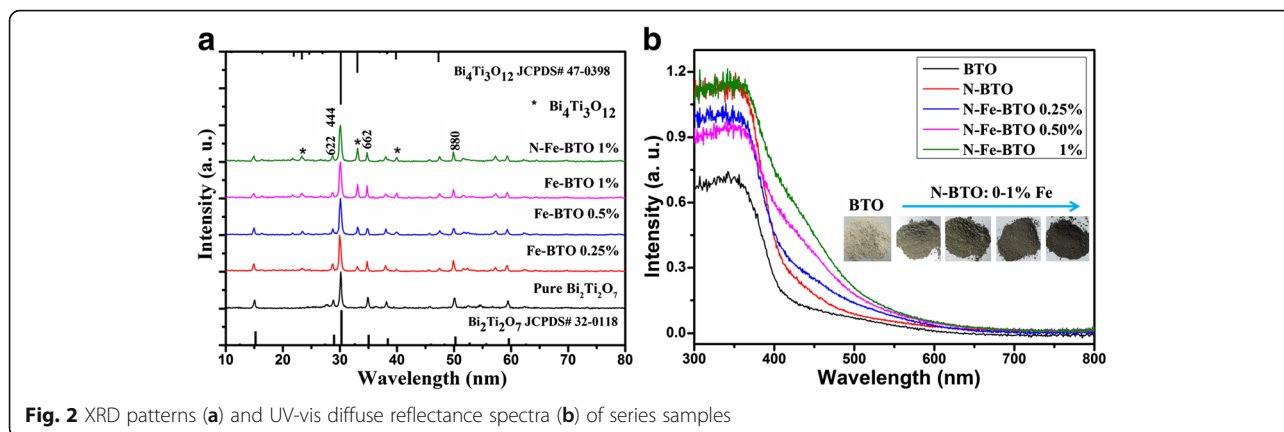 a
Bi4Ti3O12 JCPDS# 47-0398
* Bi4Ti3O12
622
444
*
662
*
*
880
N-Fe-BTO 1%
Fe-BTO 1%
Fe-BTO 0.5%
Fe-BTO 0.25%
Pure Bi2Ti2O7
Bi2Ti2O7 JCPDS# 32-0118
Intensity (a. u.)
10 20 30 40 50 60 70 80
Wavelength (nm)
b
BTO
N-BTO
N-Fe-BTO 0.25%
N-Fe-BTO 0.50%
N-Fe-BTO 1%
BTO
N-BTO: 0-1% Fe
1.2
0.9
0.6
0.3
0.0
Intensity (a. u.)
300 400 500 600 700 800
Wavelength (nm)
Fig. 2 XRD patterns (a) and UV-vis diffuse reflectance spectra (b) of series samples